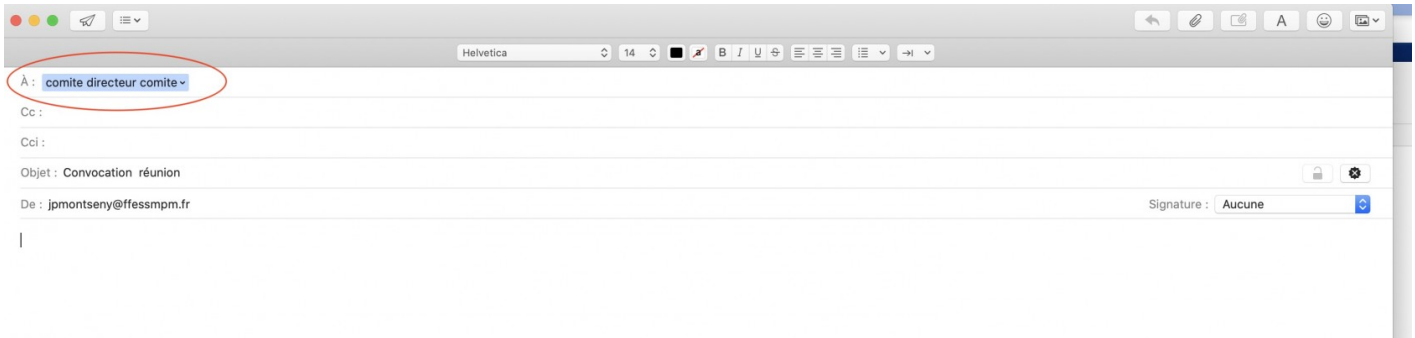 Helvetica 14 a B I U S
À : comite directeur comite
Cc :
Cci :
Objet : Convocation réunion
De : jpmontseny@ffessmpm.fr Signature : Aucune